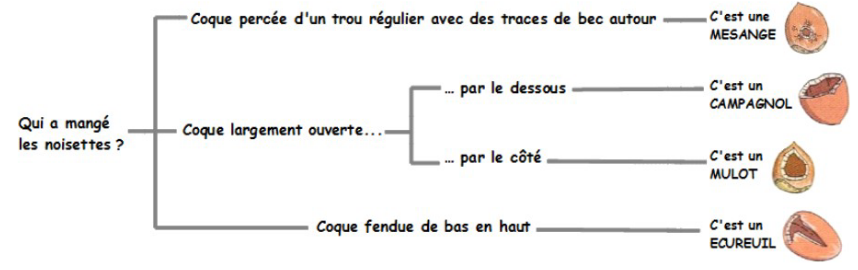 Coque percée d'un trou régulier avec des traces de bec autour
C'est une
MESANGE
Qui a mangé
les noisettes ?
Coque largement ouverte...
... par le dessous
C'est un
CAMPAGNOL
... par le côté
C'est un
MULOT
Coque fendue de bas en haut
C'est un
ECUREUIL